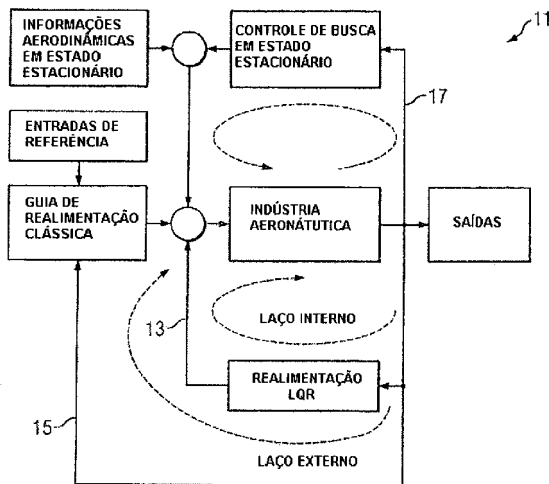 INFORMAÇÕES
AERODINÁMICAS
EM ESTADO
ESTACIONÁRIO
CONTROLE DE BUSCA
EM ESTADO
ESTACIONÁRIO
11
17
ENTRADAS DE
REFERÊNCIA
GUIA DE
REALIMENTAÇÃO
CLÁSSICA
INDÚSTRIA
AERONÁTUTICA
SAÍDAS
13
LAÇO INTERNO
REALIMENTAÇÃO
LQR
15
LAÇO EXTERNO